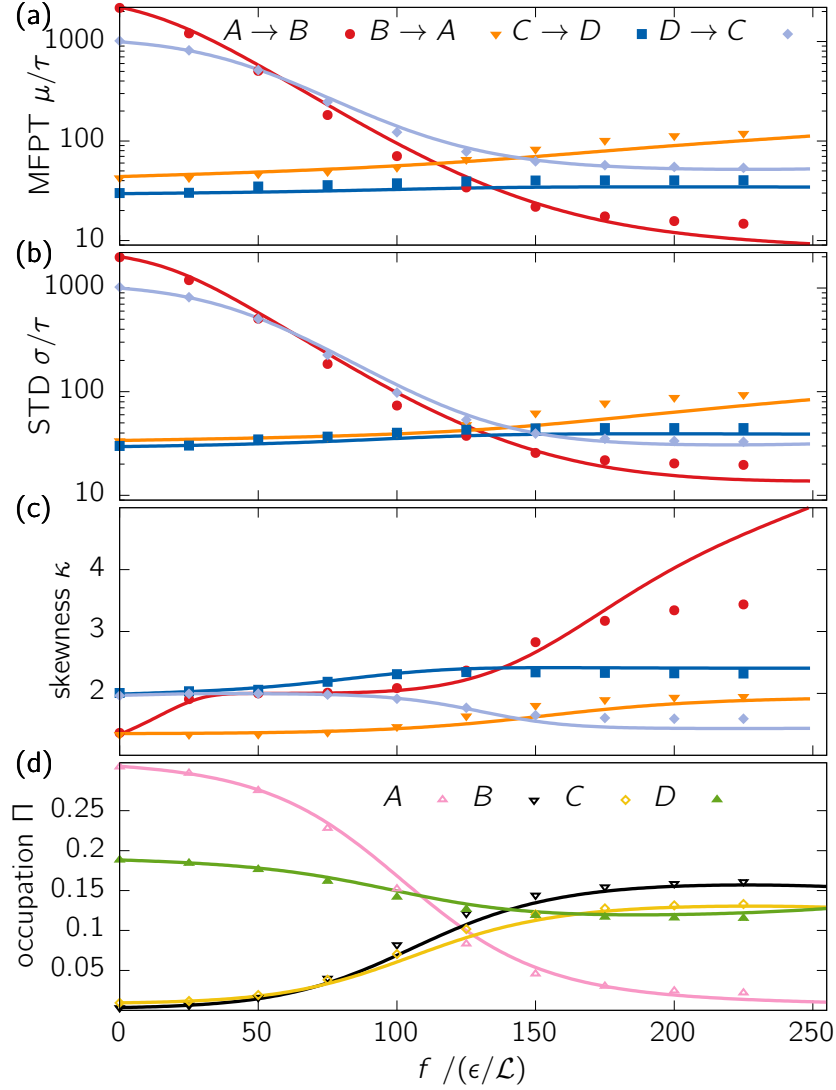 (a)
A → B B → A C → D D → C
MFPT μ/τ
1000
100
10
(b)
STD σ/τ
1000
100
10
(c)
skewness κ
4
3
2
(d)
A B C D
occupation Π
0.25
0.2
0.15
0.1
0.05
0 50 100 150 200 250
f /(ϵ/ℒ)